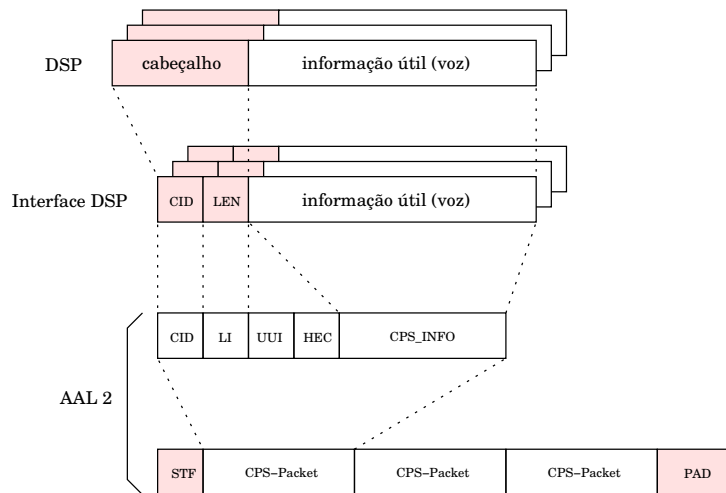 DSP cabeçalho informação útil (voz)
Interface DSP CID LEN informação útil (voz)
CID LI UUI HEC CPS_INFO
AAL 2
STF CPS–Packet CPS–Packet CPS–Packet PAD